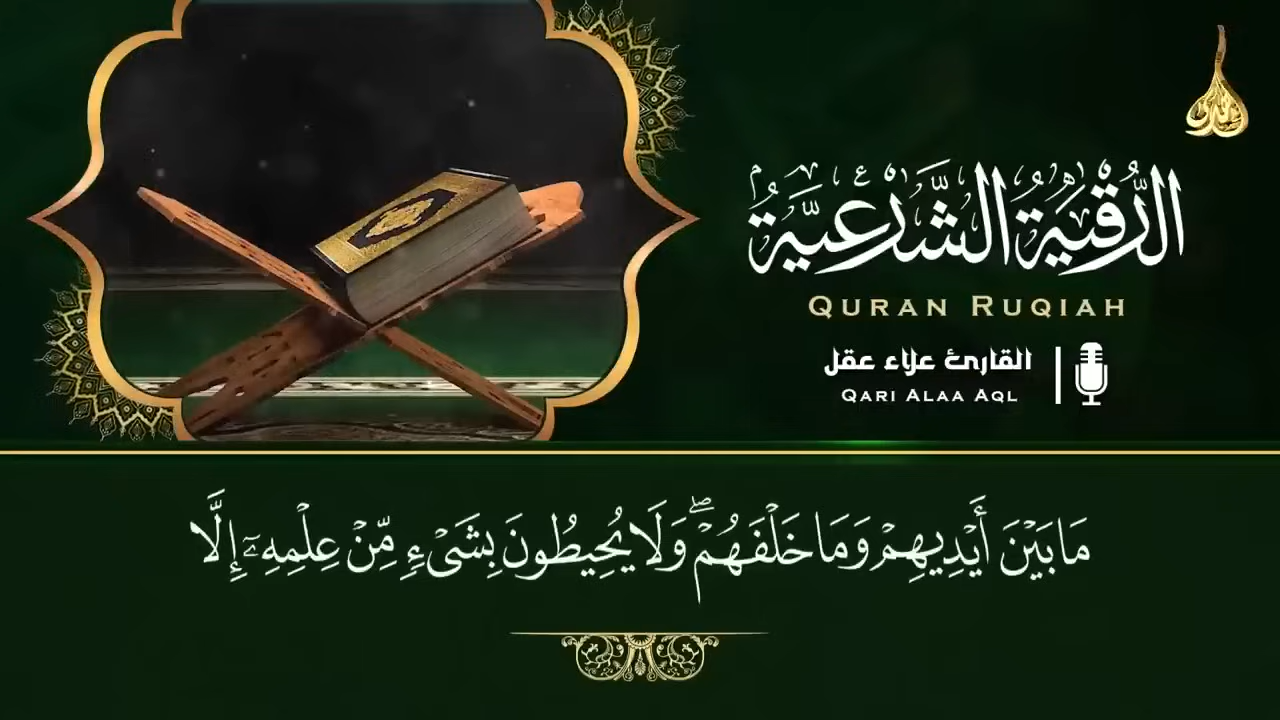 الرُّقْيَةُ الشَّرْعِيَّةُ
QURAN RUQIAH
القارئ علاء عقل
QARI ALAA AQL
مَا بَيْنَ أَيْدِيهِمْ وَمَا خَلْفَهُمْۖ وَلَا يُحِيطُونَ بِشَىْءٍ مِّنْ عِلْمِهِۦٓ إِلَّا